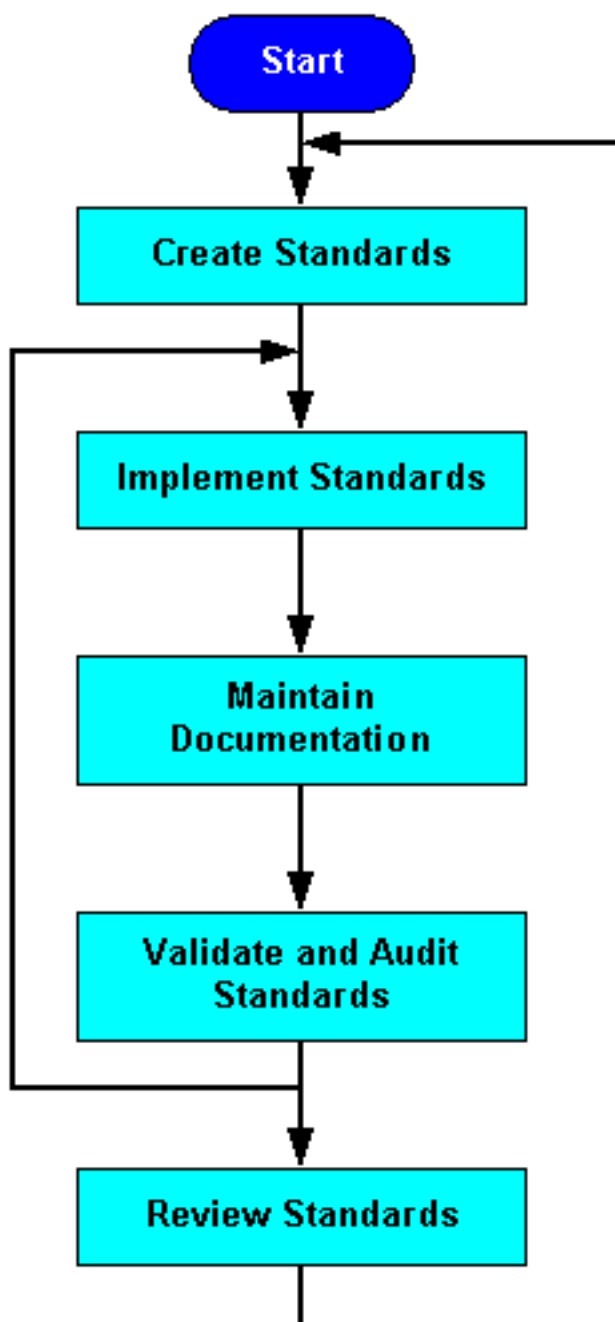 Start
Create Standards
Implement Standards
Maintain
Documentation
Validate and Audit
Standards
Review Standards